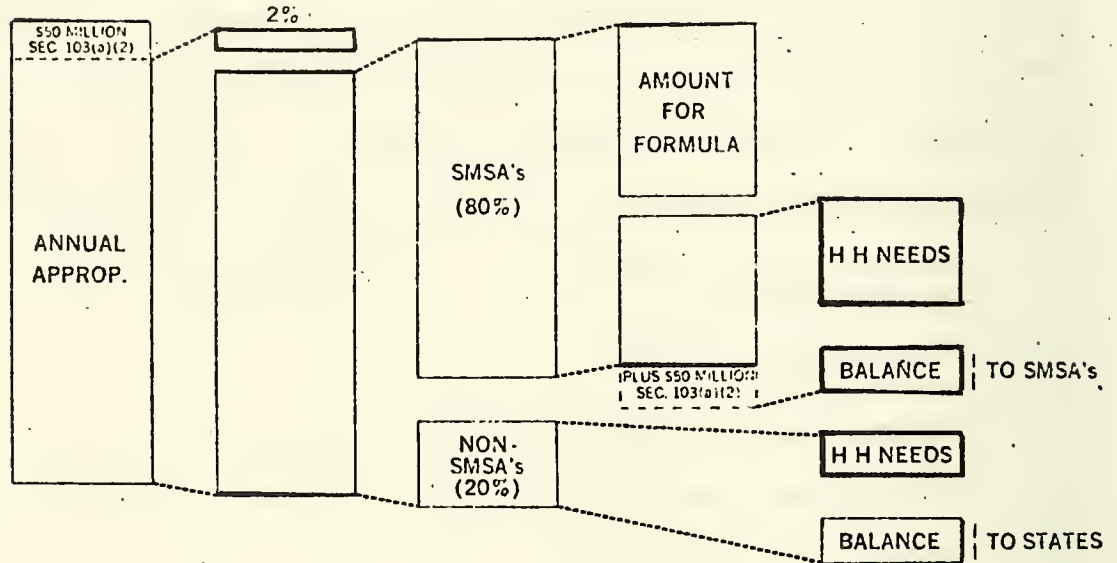 $50 MILLION
SEC. 103(a)(2)
ANNUAL
APPROP.
2%
SMSA's
(80%)
NON-
SMSA's
(20%)
AMOUNT
FOR
FORMULA
PLUS $50 MILLION
SEC. 103(a)(2)
H H NEEDS
BALANCE
TO SMSA's
H H NEEDS
BALANCE
TO STATES